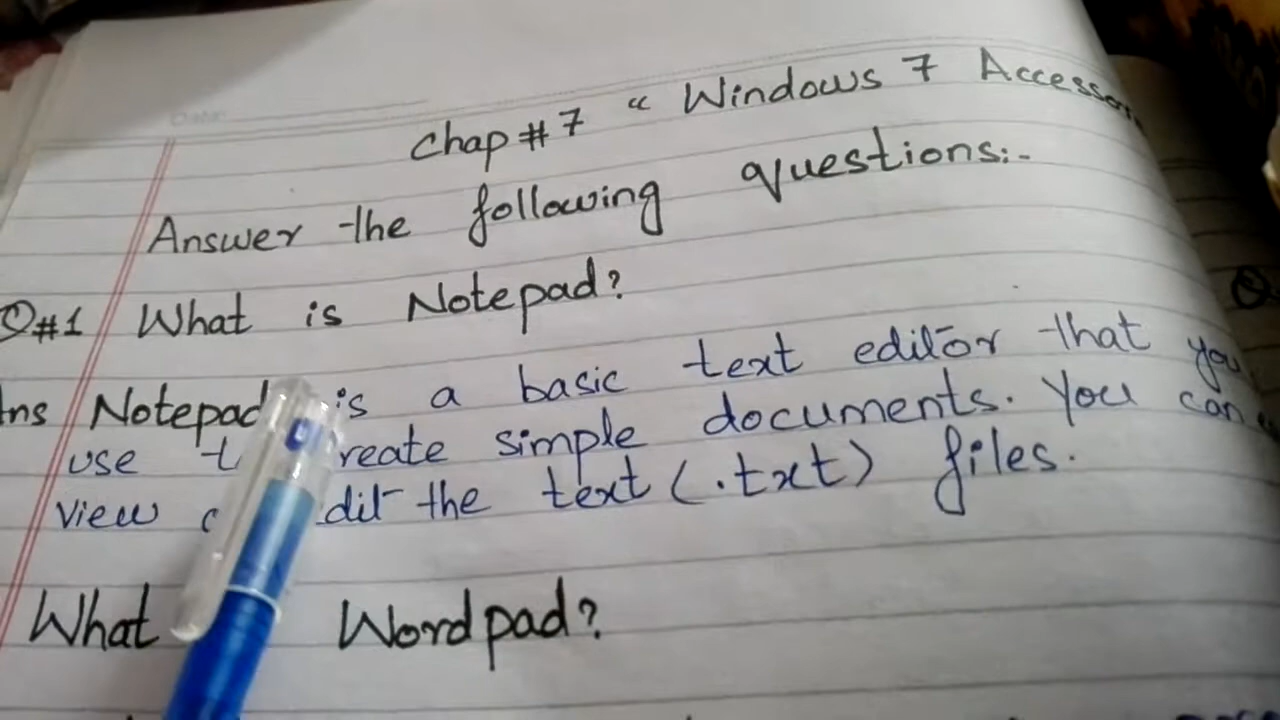 Chap #7 " Windows 7 Accessor
Answer the following questions:-
Q#1 What is Notepad?
Ans Notepad is a basic text editor that you
use t reate simple documents. You can
view dit the text (.txt) files.
What Wordpad?